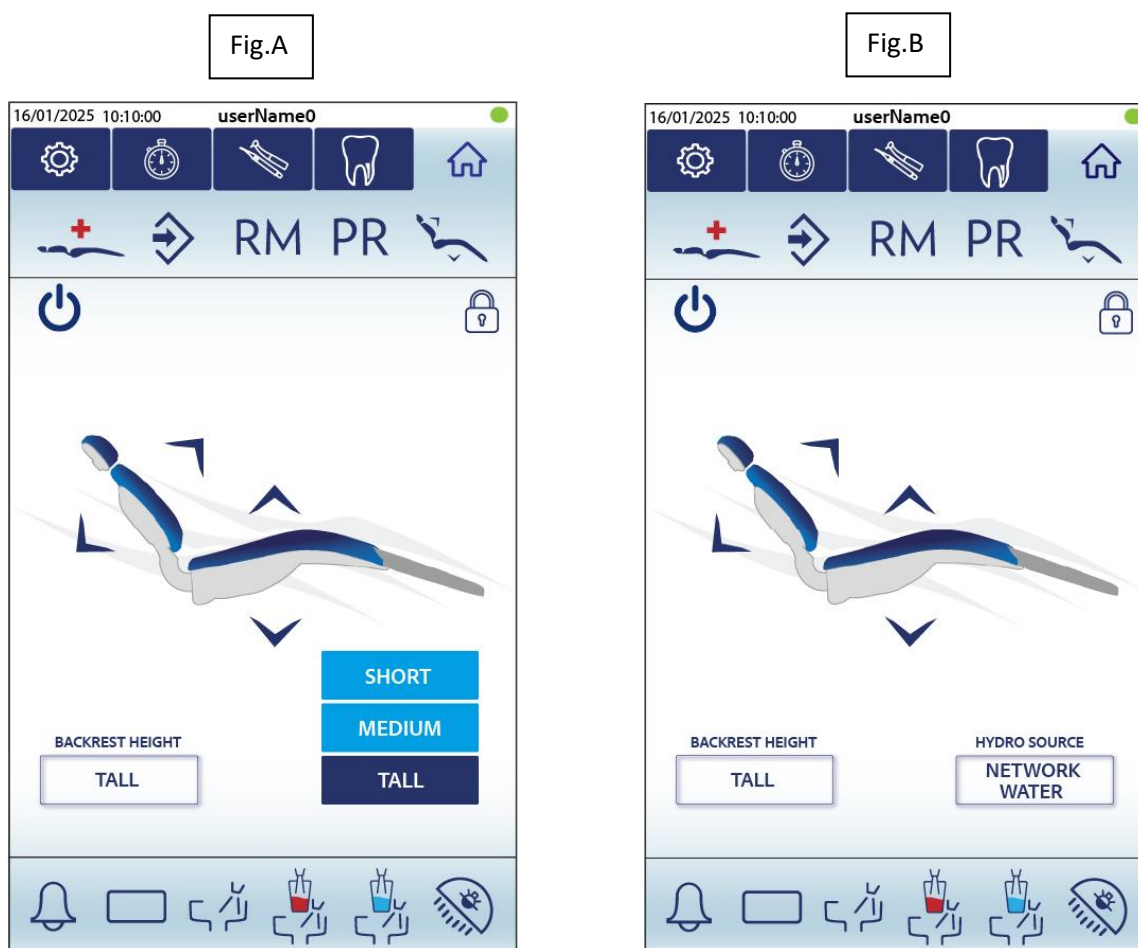 Fig.A
16/01/2025 10:10:00 userName0
RM PR
SHORT
MEDIUM
BACKREST HEIGHT
TALL
TALL
Fig.B
16/01/2025 10:10:00 userName0
RM PR
BACKREST HEIGHT
TALL
HYDRO SOURCE
NETWORK
WATER